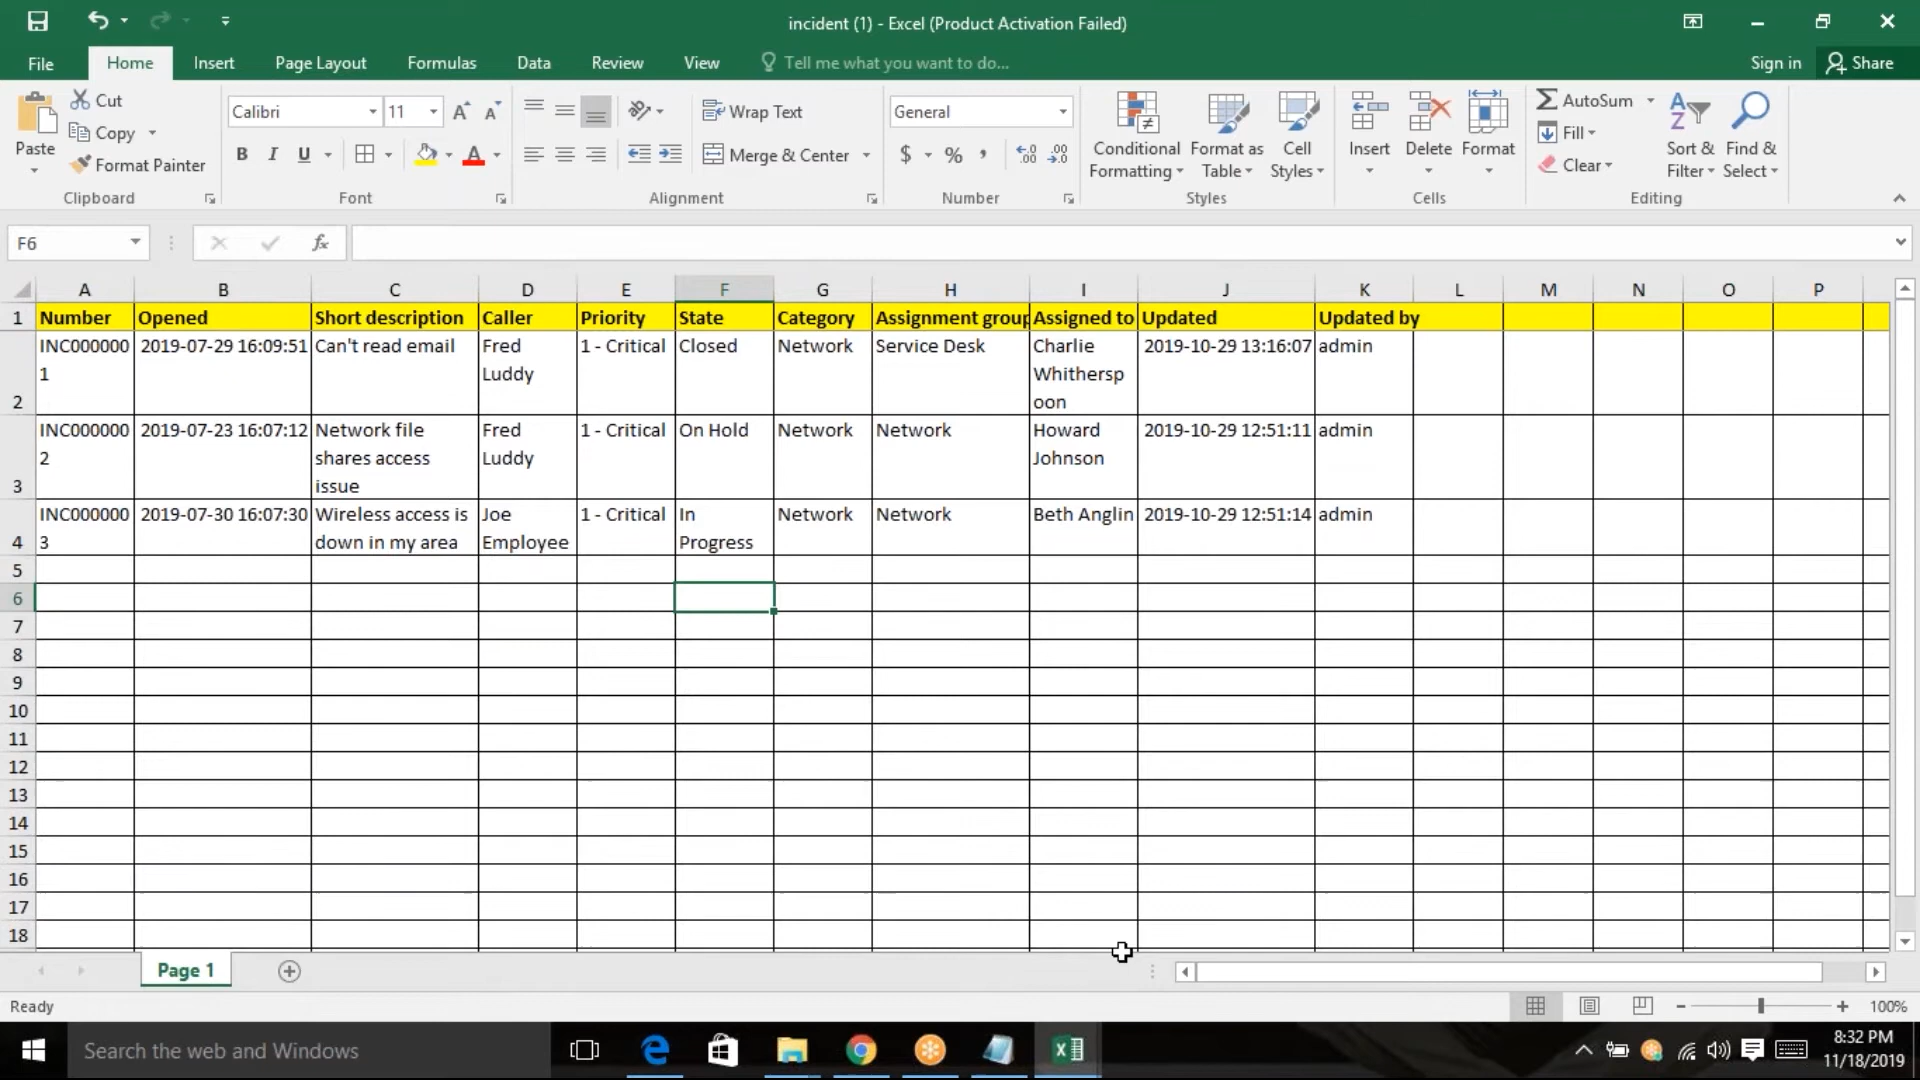 incident (1) - Excel (Product Activation Failed)
File Home Insert Page Layout Formulas Data Review View Tell me what you want to do... Sign in Share
Paste
Cut
Copy
Format Painter
Clipboard
Calibri 11
B I U
Font
Wrap Text
Merge & Center
Alignment
General
$ % ,
Number
Conditional
Formatting
Format as
Table
Cell
Styles
Styles
Insert Delete Format
Cells
AutoSum
Fill
Clear
Sort &
Filter
Find &
Select
Editing
F6 fx
A B C D E F G H I J K L M N O P
1 Number Opened Short description Caller Priority State Category Assignment group Assigned to Updated Updated by
INC000000 2019-07-29 16:09:51 Can't read email Fred 1 - Critical Closed Network Service Desk Charlie 2019-10-29 13:16:07 admin
1 Luddy Whithersp
2 oon
INC000000 2019-07-23 16:07:12 Network file Fred 1 - Critical On Hold Network Network Howard 2019-10-29 12:51:11 admin
2 shares access Luddy Johnson
3 issue
INC000000 2019-07-30 16:07:30 Wireless access is Joe 1 - Critical In Network Network Beth Anglin 2019-10-29 12:51:14 admin
4 3 down in my area Employee Progress
5
6
7
8
9
10
11
12
13
14
15
16
17
18
Page 1
Ready 100%
Search the web and Windows
8:32 PM
11/18/2019